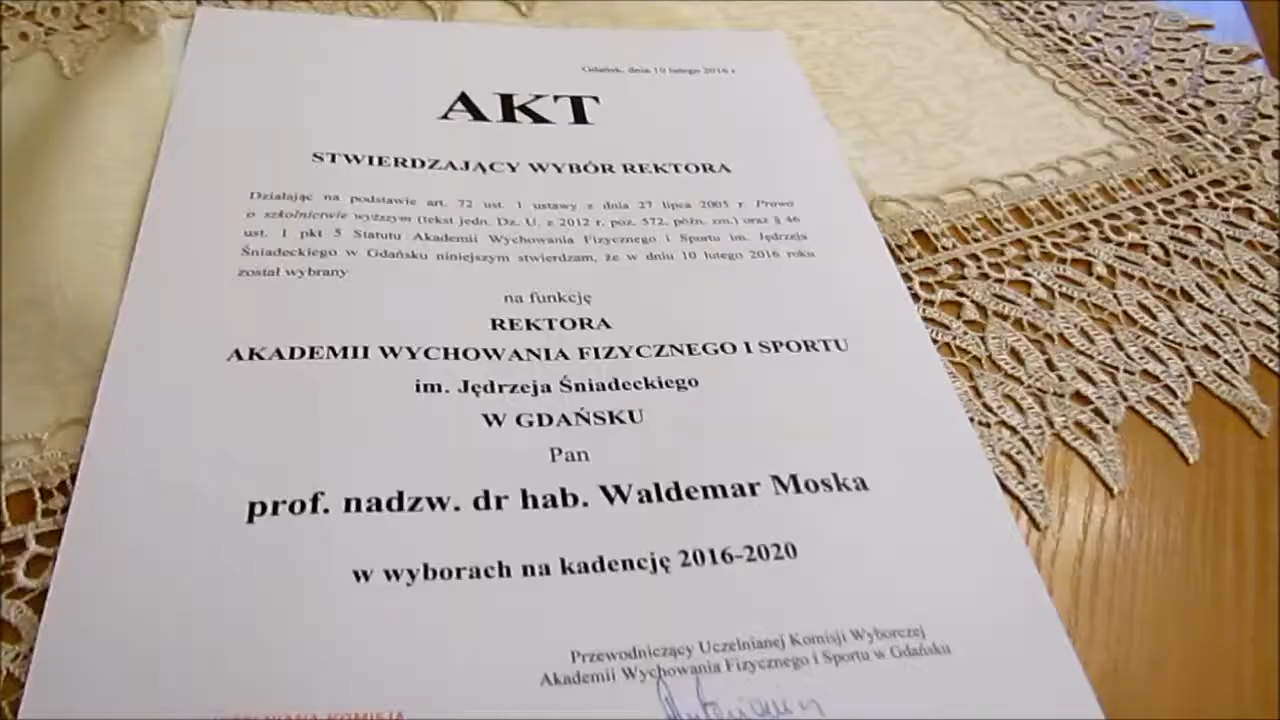 Gdańsk, dnia 10 lutego 2016 r.
AKT
STWIERDZAJĄCY WYBÓR REKTORA
Działając na podstawie art. 72 ust. 1 ustawy z dnia 27 lipca 2005 r. Prawo
o szkolnictwie wyższym (tekst jedn. Dz. U. z 2012 r. poz. 572, późn. zm.) oraz § 46
ust. 1 pkt 5 Statutu Akademii Wychowania Fizycznego i Sportu im. Jędrzeja
Śniadeckiego w Gdańsku niniejszym stwierdzam, że w dniu 10 lutego 2016 roku
został wybrany
na funkcję
REKTORA
AKADEMII WYCHOWANIA FIZYCZNEGO I SPORTU
im. Jędrzeja Śniadeckiego
W GDAŃSKU
Pan
prof. nadzw. dr hab. Waldemar Moska
w wyborach na kadencję 2016-2020
Przewodniczący Uczelnianej Komisji Wyborczej
Akademii Wychowania Fizycznego i Sportu w Gdańsku
KOMISJA